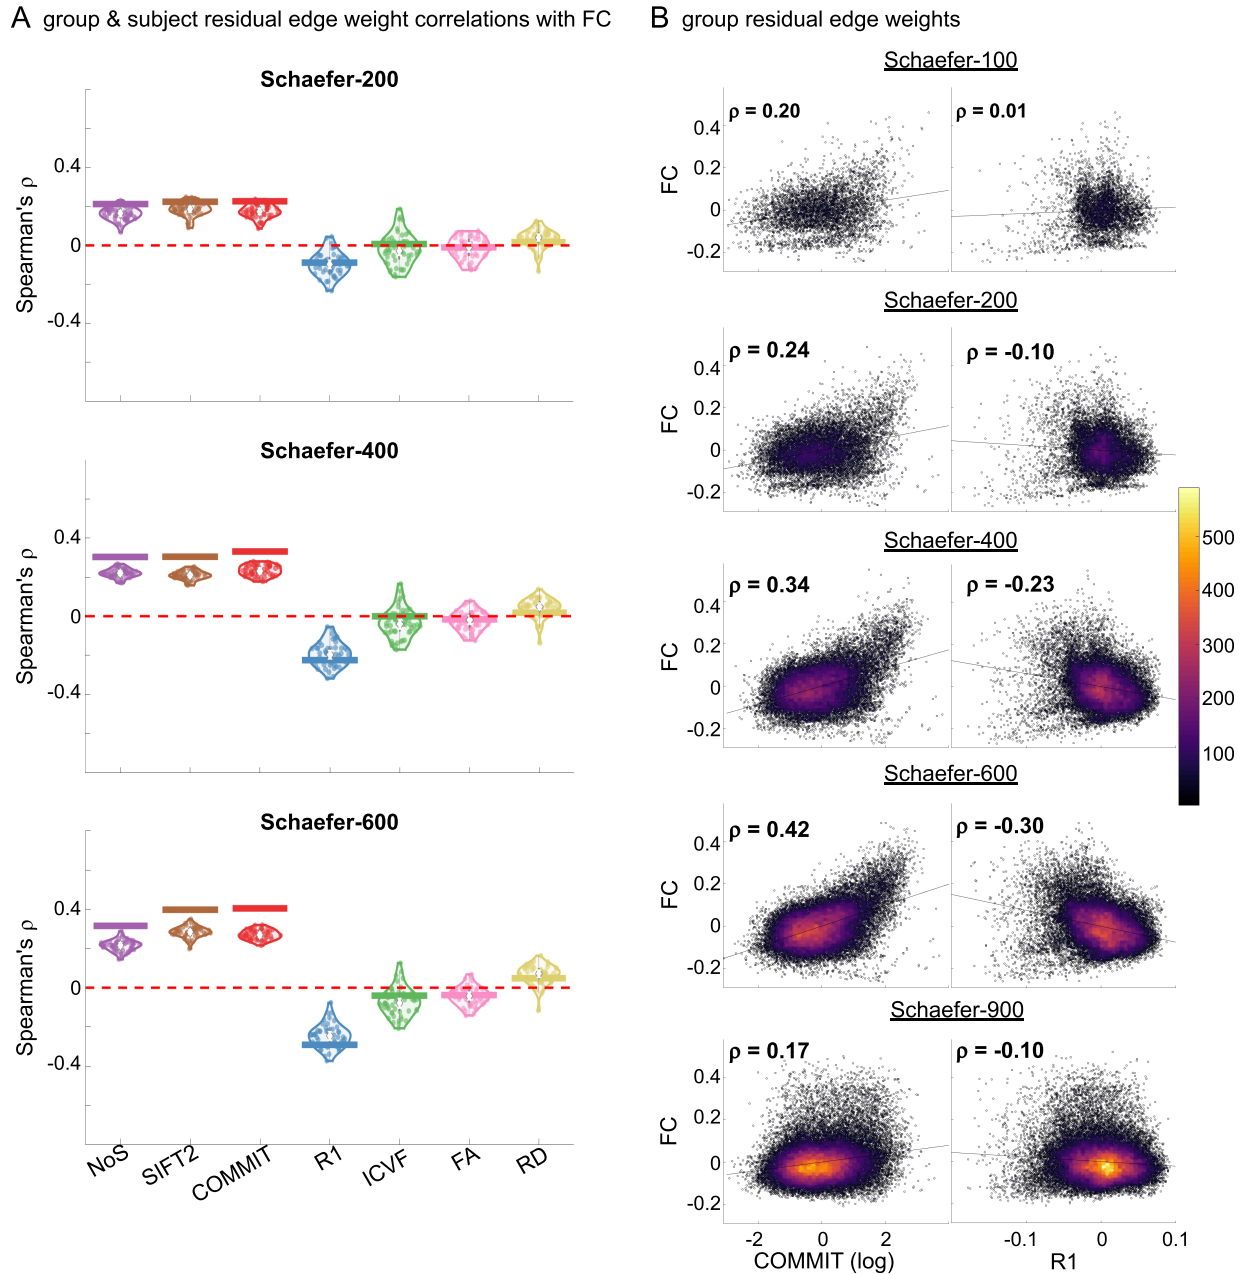 A group & subject residual edge weight correlations with FC
Schaefer-200
Spearman's ρ
0.4
0
-0.4
Schaefer-400
Spearman's ρ
0.4
0
-0.4
Schaefer-600
Spearman's ρ
0.4
0
-0.4
NoS
SIFT2
COMMIT
R1
ICVF
FA
RD
B group residual edge weights
Schaefer-100
ρ = 0.20
ρ = 0.01
FC
0.4
0.2
0
-0.2
Schaefer-200
ρ = 0.24
ρ = -0.10
FC
0.4
0.2
0
-0.2
Schaefer-400
ρ = 0.34
ρ = -0.23
FC
0.4
0.2
0
-0.2
Schaefer-600
ρ = 0.42
ρ = -0.30
FC
0.4
0.2
0
-0.2
Schaefer-900
ρ = 0.17
ρ = -0.10
FC
0.4
0.2
0
-0.2
-2 0 2
COMMIT (log)
-0.1 0 0.1
R1
500
400
300
200
100